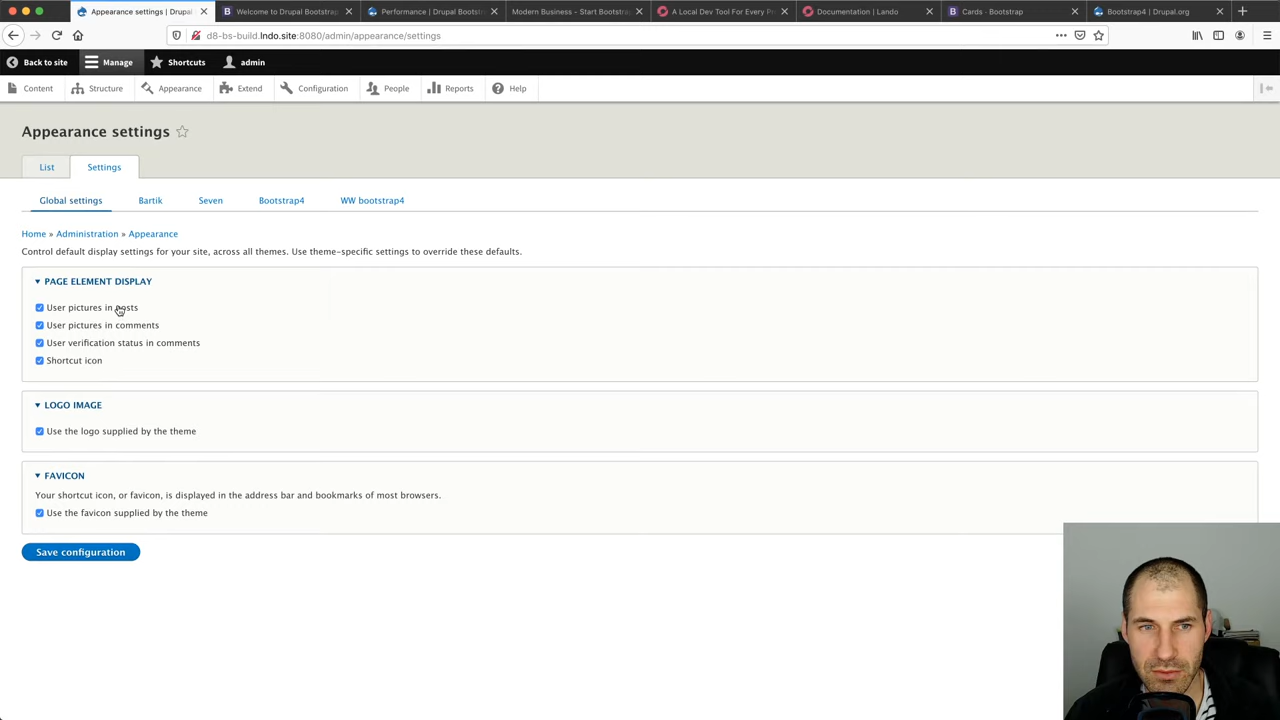 Appearance settings | Drupal
Welcome to Drupal Bootstrap
Performance | Drupal Bootst
Modern Business - Start Bootstra
A Local Dev Tool For Every P
Documentation | Lando
Cards · Bootstrap
Bootstrap4 | Drupal.org
d8-bs-build.lndo.site:8080/admin/appearance/settings
Back to site
Manage
Shortcuts
admin
Content
Structure
Appearance
Extend
Configuration
People
Reports
Help
Appearance settings
List
Settings
Global settings
Bartik
Seven
Bootstrap4
WW bootstrap4
Home » Administration » Appearance
Control default display settings for your site, across all themes. Use theme-specific settings to override these defaults.
PAGE ELEMENT DISPLAY
User pictures in posts
User pictures in comments
User verification status in comments
Shortcut icon
LOGO IMAGE
Use the logo supplied by the theme
FAVICON
Your shortcut icon, or favicon, is displayed in the address bar and bookmarks of most browsers.
Use the favicon supplied by the theme
Save configuration